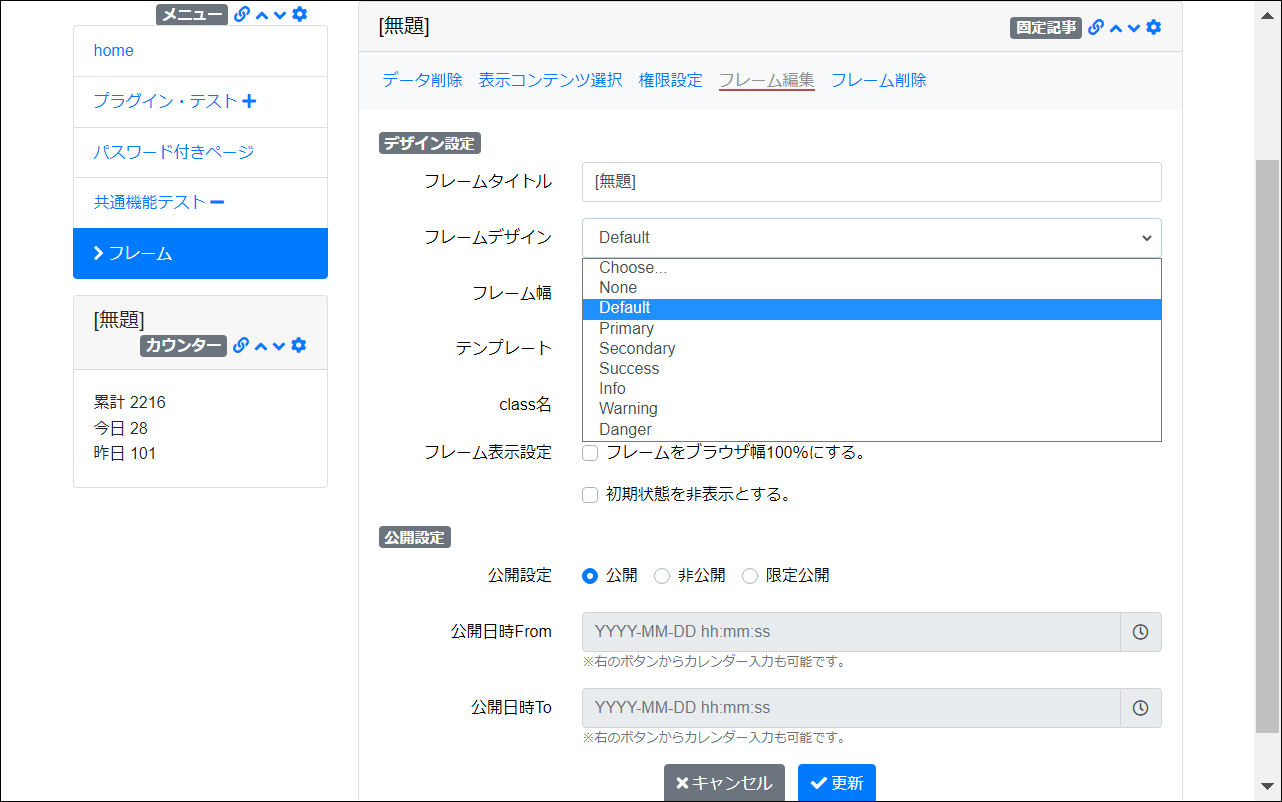 メニュー
home
プラグイン・テスト
パスワード付きページ
共通機能テスト
フレーム
[無題]
カウンター
累計 2216
今日 28
昨日 101
[無題]
固定記事
データ削除 表示コンテンツ選択 権限設定 フレーム編集 フレーム削除
デザイン設定
フレームタイトル [無題]
フレームデザイン Default
Choose...
フレーム幅 None
Default
Primary
テンプレート Secondary
Success
Info
class名 Warning
Danger
フレーム表示設定 フレームをブラウザ幅100%にする。
初期状態を非表示とする。
公開設定
公開設定 公開 非公開 限定公開
公開日時From YYYY-MM-DD hh:mm:ss
※右のボタンからカレンダー入力も可能です。
公開日時To YYYY-MM-DD hh:mm:ss
※右のボタンからカレンダー入力も可能です。
キャンセル 更新